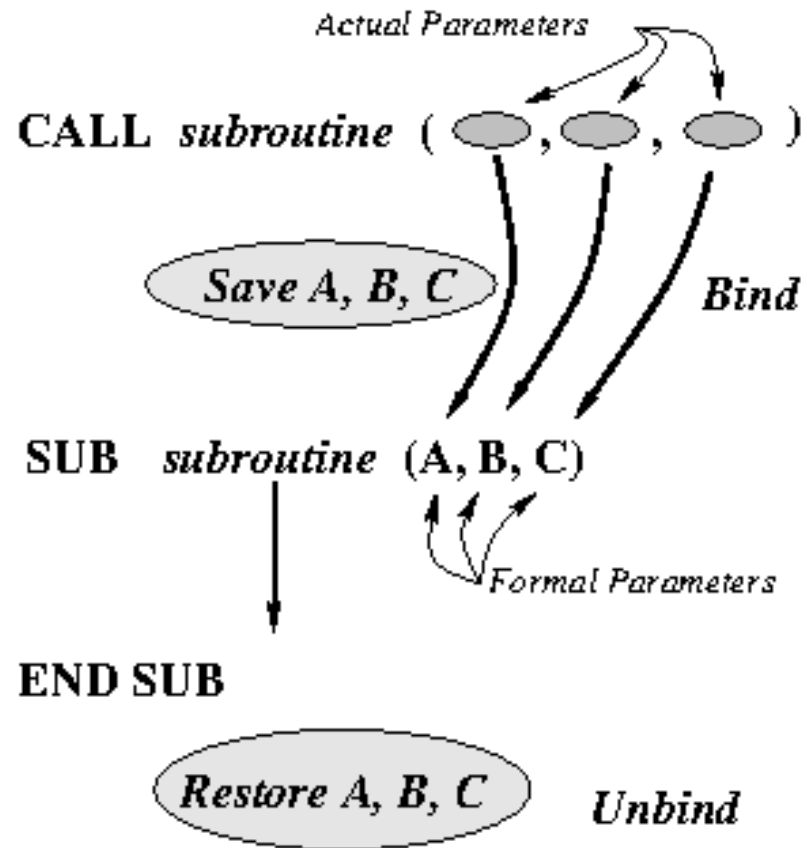 Actual Parameters
CALL subroutine ( , , )
Save A, B, C
Bind
SUB subroutine (A, B, C)
Formal Parameters
END SUB
Restore A, B, C
Unbind